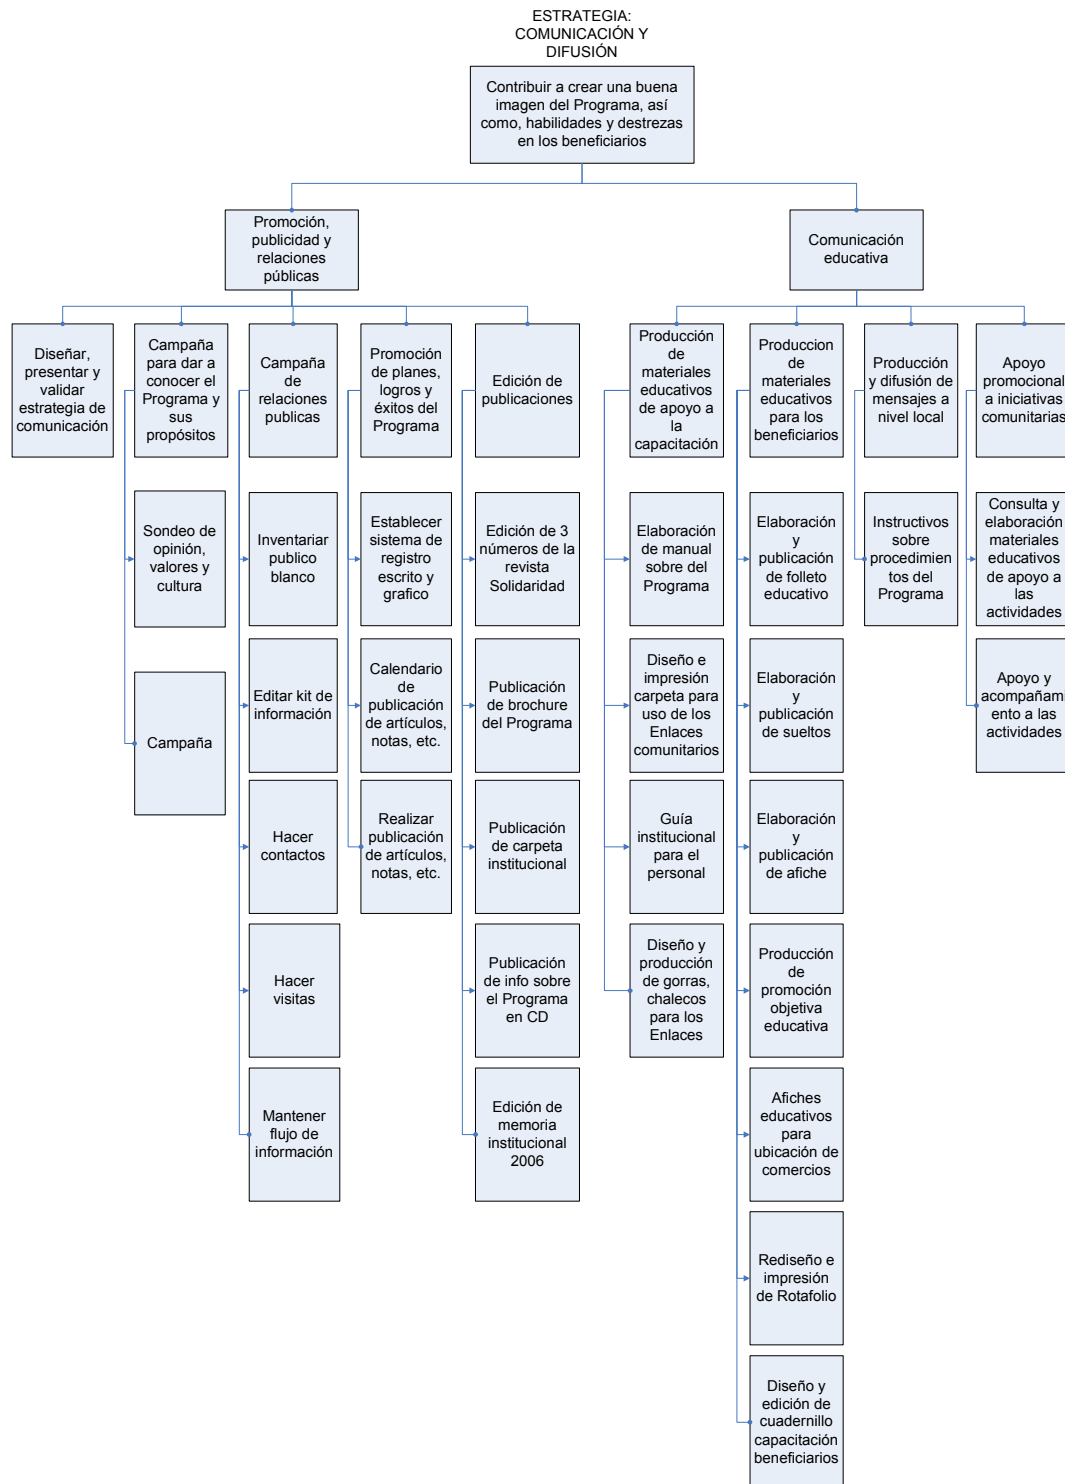 ESTRATEGIA:
COMUNICACIÓN Y
DIFUSIÓN
Contribuir a crear una buena
imagen del Programa, así
como, habilidades y destrezas
en los beneficiarios
Promoción,
publicidad y
relaciones
públicas
Comunicación
educativa
Diseñar,
presentar y
validar
estrategia de
comunicación
Campaña
para dar a
conocer el
Programa y
sus
propósitos
Campaña
de
relaciones
publicas
Promoción
de planes,
logros y
éxitos del
Programa
Edición de
publicaciones
Producción
de
materiales
educativos
de apoyo a
la
capacitación
Produccion
de
materiales
educativos
para los
beneficiarios
Producción
y difusión de
mensajes a
nivel local
Apoyo
promocional
a iniciativas
comunitarias
Sondeo de
opinión,
valores y
cultura
Inventariar
publico
blanco
Establecer
sistema de
registro
escrito y
grafico
Edición de 3
números de la
revista
Solidaridad
Elaboración
de manual
sobre del
Programa
Elaboración
y
publicación
de folleto
educativo
Instructivos
sobre
procedimien
tos del
Programa
Consulta y
elaboración
materiales
educativos
de apoyo a
las
actividades
Campaña
Editar kit de
información
Calendario
de
publicación
de artículos,
notas, etc.
Publicación
de brochure
del Programa
Diseño e
impresión
carpeta para
uso de los
Enlaces
comunitarios
Elaboración
y
publicación
de sueltos
Apoyo y
acompañami
ento a las
actividades
Hacer
contactos
Realizar
publicación
de artículos,
notas, etc.
Publicación
de carpeta
institucional
Guía
institucional
para el
personal
Elaboración
y
publicación
de afiche
Hacer
visitas
Publicación
de info sobre
el Programa
en CD
Diseño y
producción
de gorras,
chalecos
para los
Enlaces
Producción
de
promoción
objetiva
educativa
Mantener
flujo de
información
Edición de
memoria
institucional
2006
Afiches
educativos
para
ubicación de
comercios
Rediseño e
impresión
de Rotafolio
Diseño y
edición de
cuadernillo
capacitación
beneficiarios